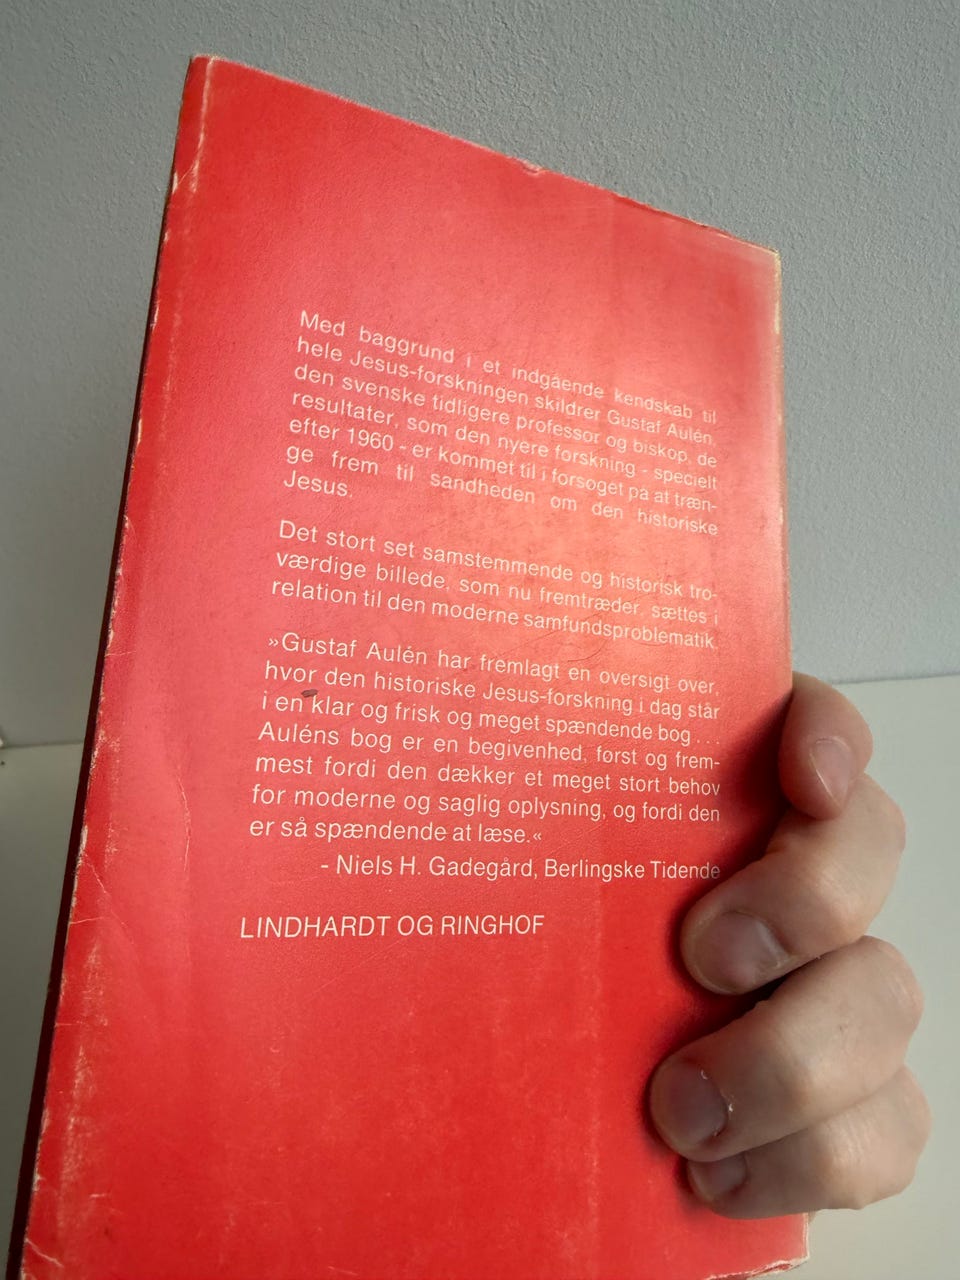 Med baggrund i et indgående kendskab til
hele Jesus-forskningen skildrer Gustaf Aulén,
den svenske tidligere professor og biskop, de
resultater, som den nyere forskning - specielt
efter 1960 - er kommet til i forsøget på at træn-
ge frem til sandheden om den historiske
Jesus.
Det stort set samstemmende og historisk tro-
værdige billede, som nu fremtræder, sættes i
relation til den moderne samfundsproblematik.
»Gustaf Aulén har fremlagt en oversigt over,
hvor den historiske Jesus-forskning i dag står
i en klar og frisk og meget spændende bog . . .
Auléns bog er en begivenhed, først og frem-
mest fordi den dækker et meget stort behov
for moderne og saglig oplysning, og fordi den
er så spændende at læse.«
- Niels H. Gadegård, Berlingske Tidende
LINDHARDT OG RINGHOF